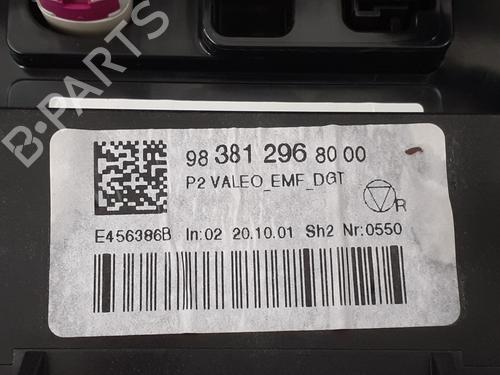 98 381 296 80 00
P2 VALEO_EMF_DGT
R
E456386B In:02 20.10.01 Sh2 Nr:0550
B-PARTS